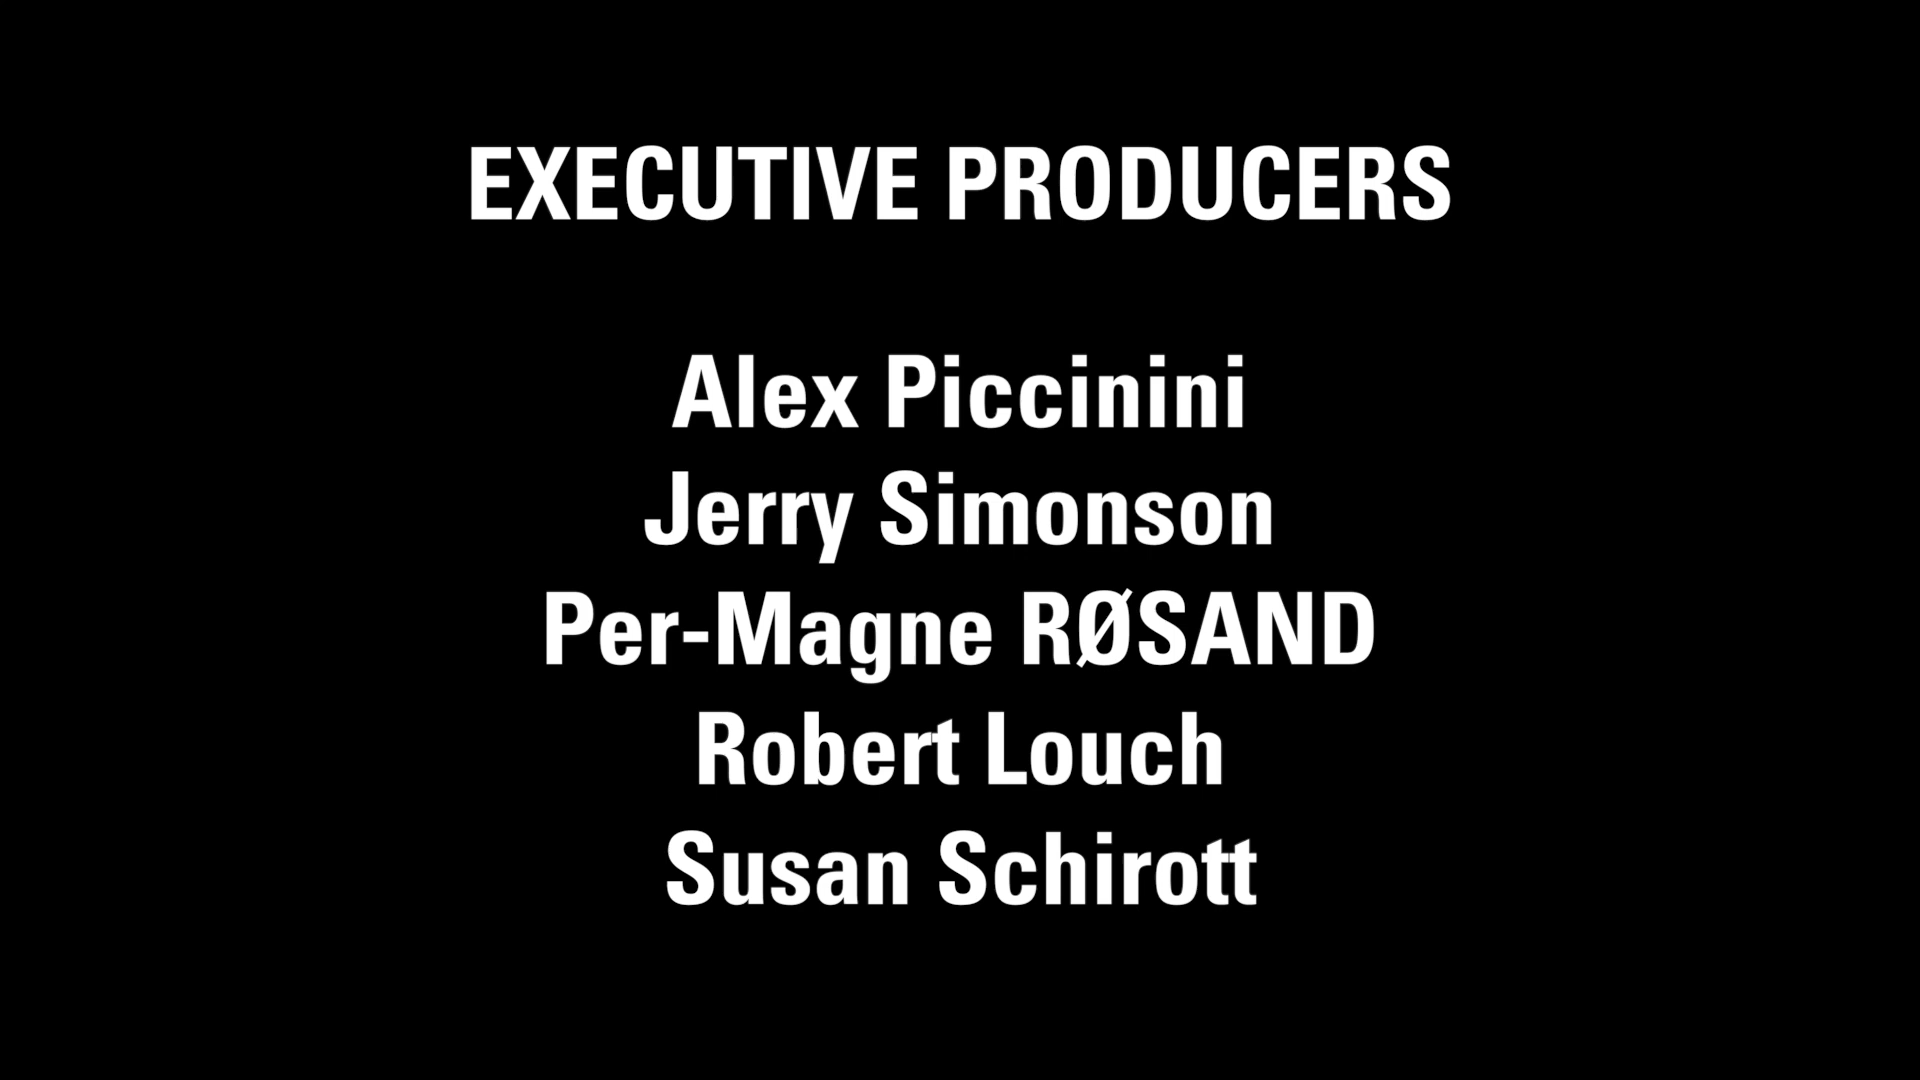 EXECUTIVE PRODUCERS
Alex Piccinini
Jerry Simonson
Per-Magne RØSAND
Robert Louch
Susan Schirott